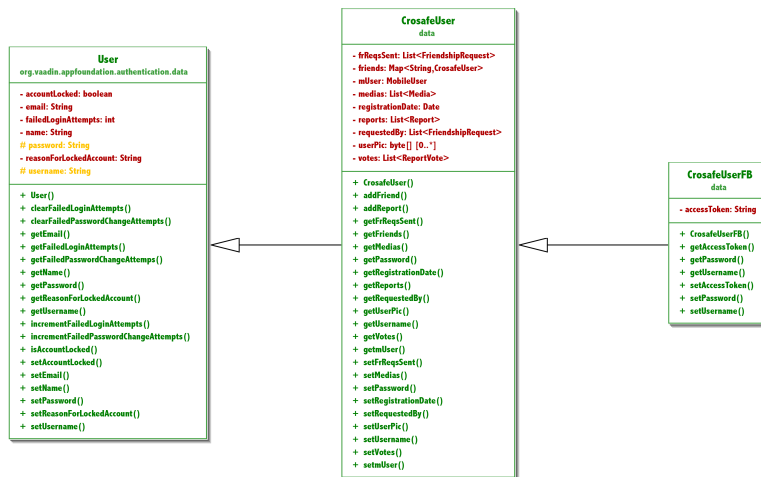 User
org.vaadin.appfoundation.authentication.data
- accountLocked: boolean
- email: String
- failedLoginAttempts: int
- name: String
# password: String
- reasonForLockedAccount: String
# username: String
+ User()
+ clearFailedLoginAttempts()
+ clearFailedPasswordChangeAttempts()
+ getEmail()
+ getFailedLoginAttempts()
+ getFailedPasswordChangeAttemps()
+ getName()
+ getPassword()
+ getReasonForLockedAccount()
+ getUsername()
+ incrementFailedLoginAttempts()
+ incrementFailedPasswordChangeAttempts()
+ isAccountLocked()
+ setAccountLocked()
+ setEmail()
+ setName()
+ setPassword()
+ setReasonForLockedAccount()
+ setUsername()
CrosafeUser
data
- frReqsSent: List<FriendshipRequest>
- friends: Map<String,CrosafeUser>
- mUser: MobileUser
- medias: List<Media>
- registrationDate: Date
- reports: List<Report>
- requestedBy: List<FriendshipRequest>
- userPic: byte[] [0..*]
- votes: List<ReportVote>
+ CrosafeUser()
+ addFriend()
+ addReport()
+ getFrReqsSent()
+ getFriends()
+ getMedias()
+ getPassword()
+ getRegistrationDate()
+ getReports()
+ getRequestedBy()
+ getUserPic()
+ getUsername()
+ getVotes()
+ getmUser()
+ setFrReqsSent()
+ setMedias()
+ setPassword()
+ setRegistrationDate()
+ setRequestedBy()
+ setUserPic()
+ setUsername()
+ setVotes()
+ setmUser()
CrosafeUserFB
data
- accessToken: String
+ CrosafeUserFB()
+ getAccessToken()
+ getPassword()
+ getUsername()
+ setAccessToken()
+ setPassword()
+ setUsername()